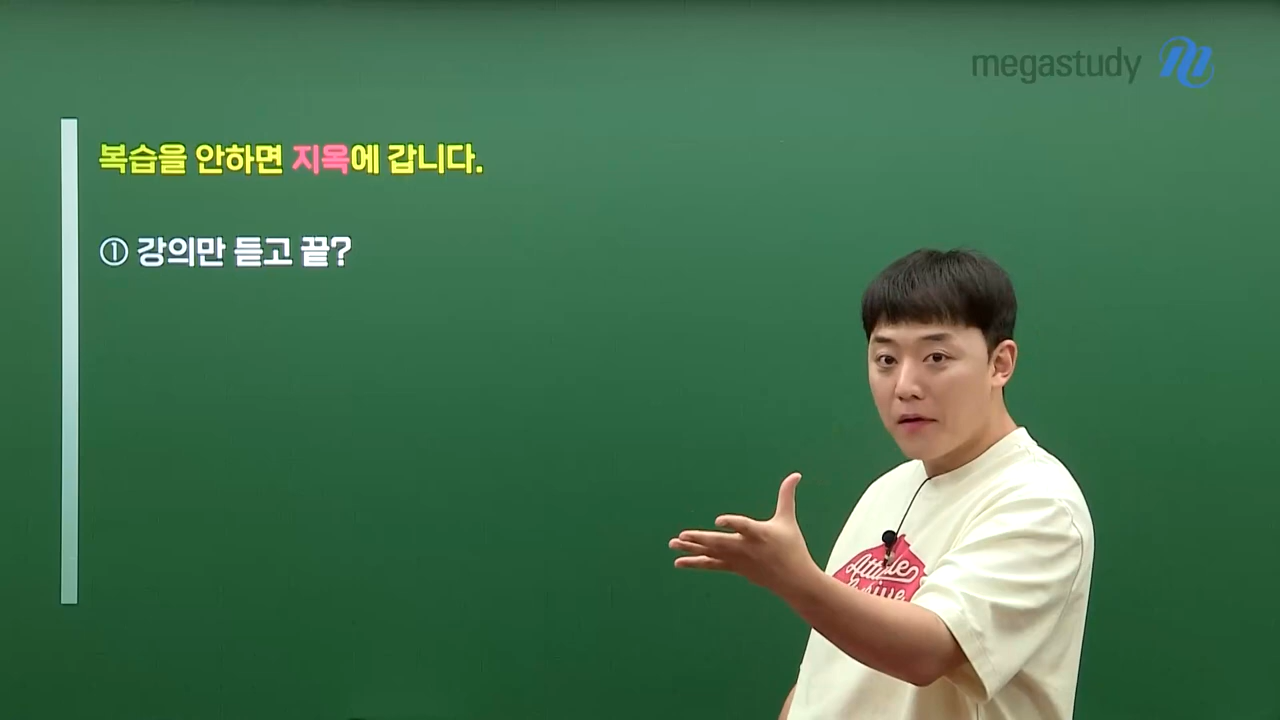 megastudy
복습을 안하면 지옥에 갑니다.
① 강의만 듣고 끝?
Attitude